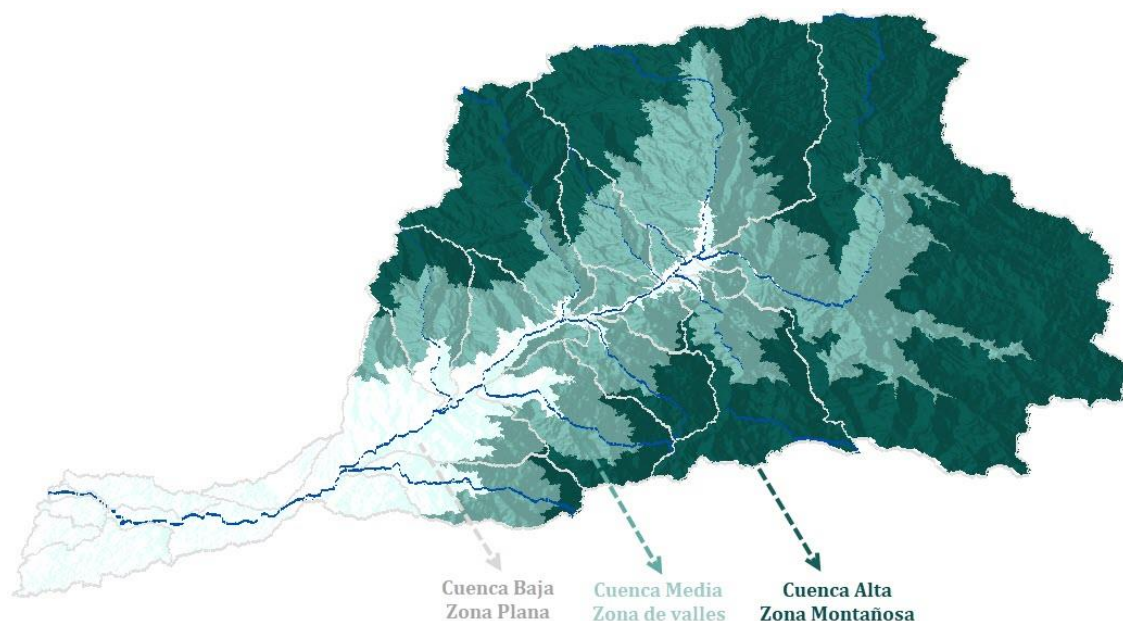 Cuenca Baja
Zona Plana
Cuenca Media
Zona de valles
Cuenca Alta
Zona Montañosa